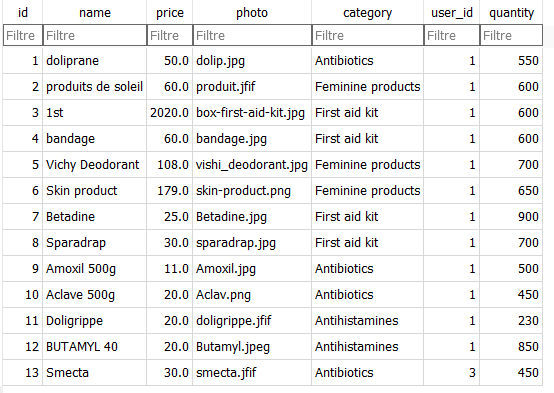 id name price photo category user_id quantity
Filtre Filtre Filtre Filtre Filtre Filtre Filtre
1 doliprane 50.0 dolip.jpg Antibiotics 1 550
2 produits de soleil 60.0 produit.jfif Feminine products 1 600
3 1st 2020.0 box-first-aid-kit.jpg First aid kit 1 600
4 bandage 60.0 bandage.jpg First aid kit 1 600
5 Vichy Deodorant 108.0 vishi_deodorant.jpg Feminine products 1 700
6 Skin product 179.0 skin-product.png Feminine products 1 650
7 Betadine 25.0 Betadine.jpg First aid kit 1 900
8 Sparadrap 30.0 sparadrap.jpg First aid kit 1 700
9 Amoxil 500g 11.0 Amoxil.jpg Antibiotics 1 500
10 Aclave 500g 20.0 Aclav.png Antibiotics 1 450
11 Doligrippe 20.0 doligrippe.jfif Antihistamines 1 230
12 BUTAMYL 40 20.0 Butamyl.jpeg Antihistamines 1 850
13 Smecta 30.0 smecta.jfif Antibiotics 3 450